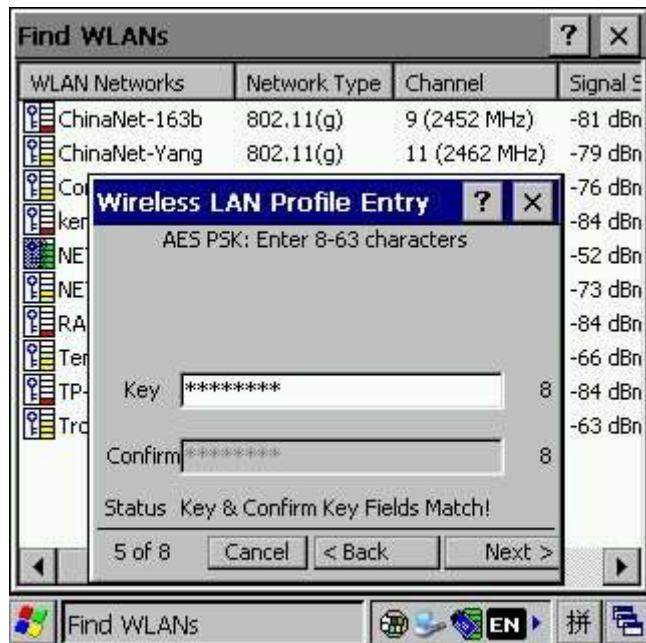 Find WLANs ? ×
WLAN Networks Network Type Channel Signal S
ChinaNet-163b 802.11(g) 9 (2452 MHz) -81 dBn
ChinaNet-Yang 802.11(g) 11 (2462 MHz) -79 dBn
Co -76 dBn
Wireless LAN Profile Entry ? ×
ker -84 dBn
AES PSK: Enter 8-63 characters
NE -52 dBn
NE -73 dBn
RA -84 dBn
Ter -66 dBn
TP- -84 dBn
Key ******** 8
Tro -63 dBn
Confirm ******** 8
Status Key & Confirm Key Fields Match!
5 of 8 Cancel < Back Next >
Find WLANs EN 拼